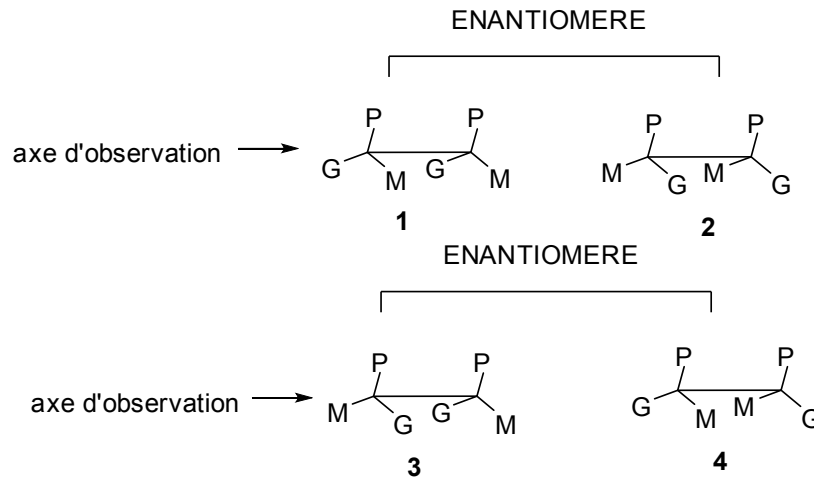 ENANTIOMERE
P P P P
axe d'observation G M G M M G M G
1 2
ENANTIOMERE
P P P P
axe d'observation M G G M G M M G
3 4